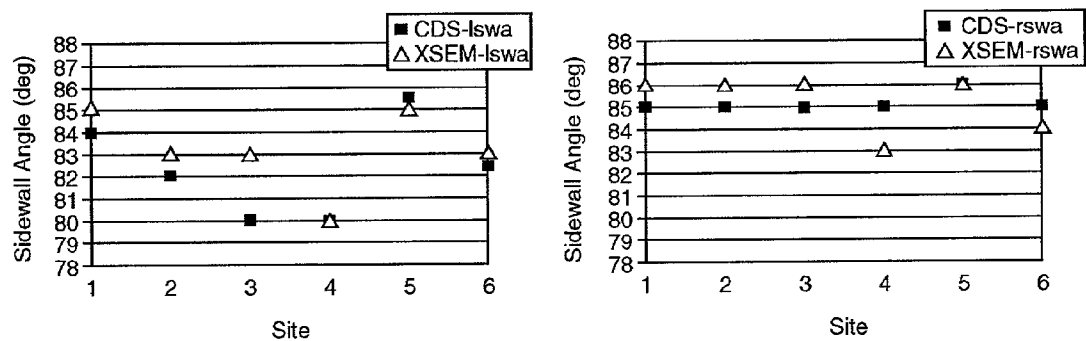 ■ CDS-lswa
△ XSEM-lswa
Sidewall Angle (deg)
88
87
86
85
84
83
82
81
80
79
78
1 2 3 4 5 6
Site
■ CDS-rswa
△ XSEM-rswa
Sidewall Angle (deg)
88
87
86
85
84
83
82
81
80
79
78
1 2 3 4 5 6
Site